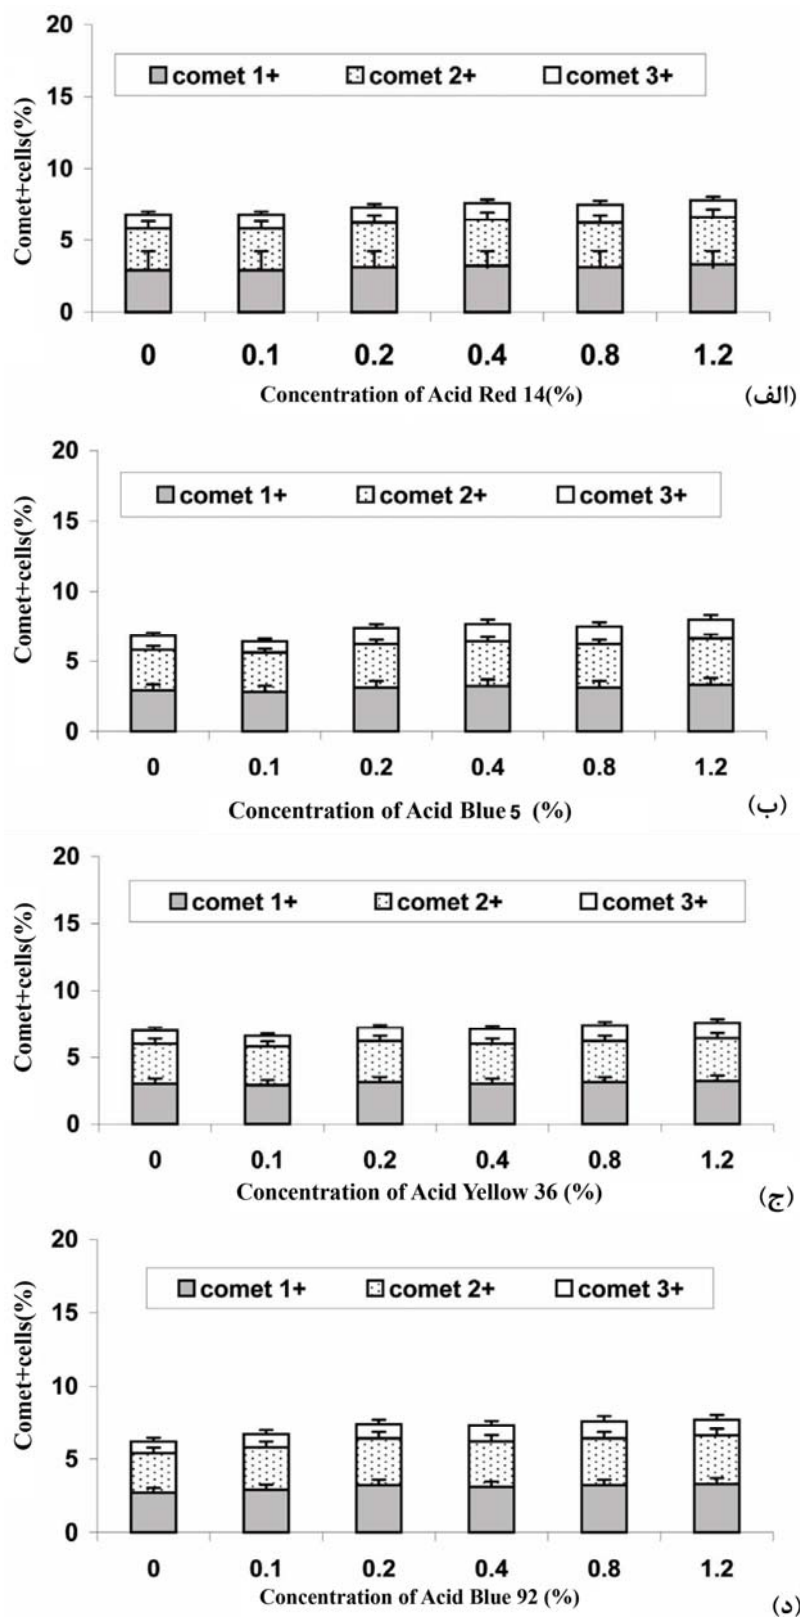 20
comet 1+ comet 2+ comet 3+
15
10
5
0
Comet+cells(%)
0 0.1 0.2 0.4 0.8 1.2
Concentration of Acid Red 14(%)
(الف)
20
comet 1+ comet 2+ comet 3+
15
10
5
0
Comet+cells(%)
0 0.1 0.2 0.4 0.8 1.2
Concentration of Acid Blue 5 (%)
(ب)
20
comet 1+ comet 2+ comet 3+
15
10
5
0
Comet+cells(%)
0 0.1 0.2 0.4 0.8 1.2
Concentration of Acid Yellow 36 (%)
(ج)
20
comet 1+ comet 2+ comet 3+
15
10
5
0
Comet+cells(%)
0 0.1 0.2 0.4 0.8 1.2
Concentration of Acid Blue 92 (%)
(د)